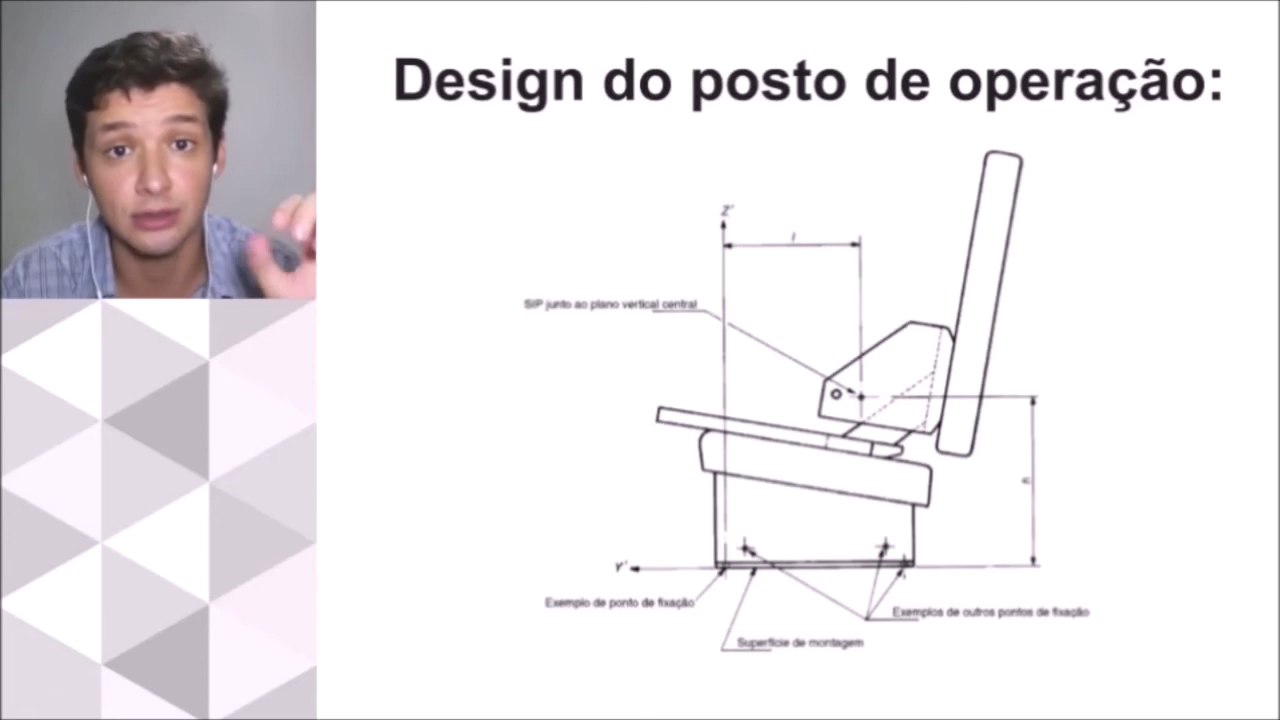 Design do posto de operação:
Z'
l
SIP junto ao plano vertical central
h
Y'
Exemplo de ponto de fixação
Exemplos de outros pontos de fixação
Superfície de montagem